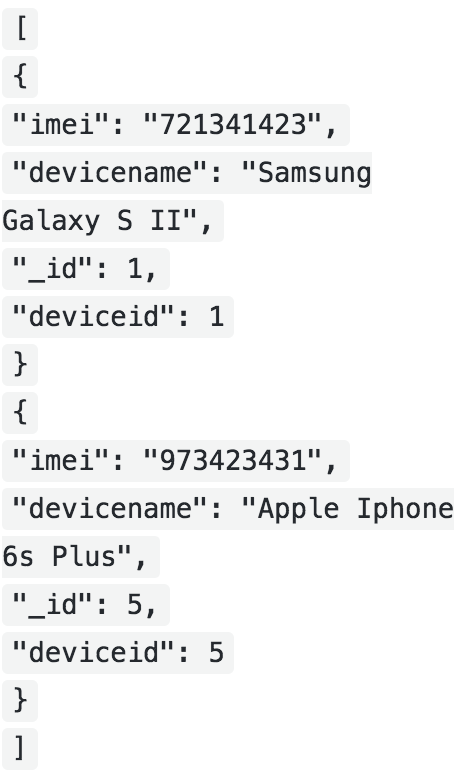 [
{
"imei": "721341423",
"devicename": "Samsung
Galaxy S II",
"_id": 1,
"deviceid": 1
}
{
"imei": "973423431",
"devicename": "Apple Iphone
6s Plus",
"_id": 5,
"deviceid": 5
}
]